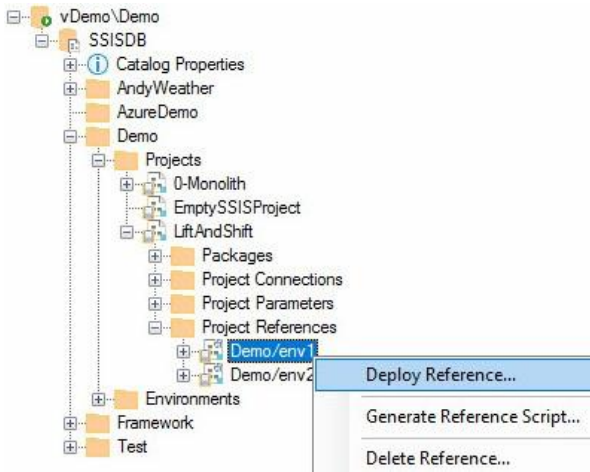 vDemo\Demo
SSISDB
Catalog Properties
AndyWeather
AzureDemo
Demo
Projects
0-Monolith
EmptySSISProject
LiftAndShift
Packages
Project Connections
Project Parameters
Project References
Demo/env1
Demo/env2
Deploy Reference...
Generate Reference Script...
Delete Reference...
Environments
Framework
Test